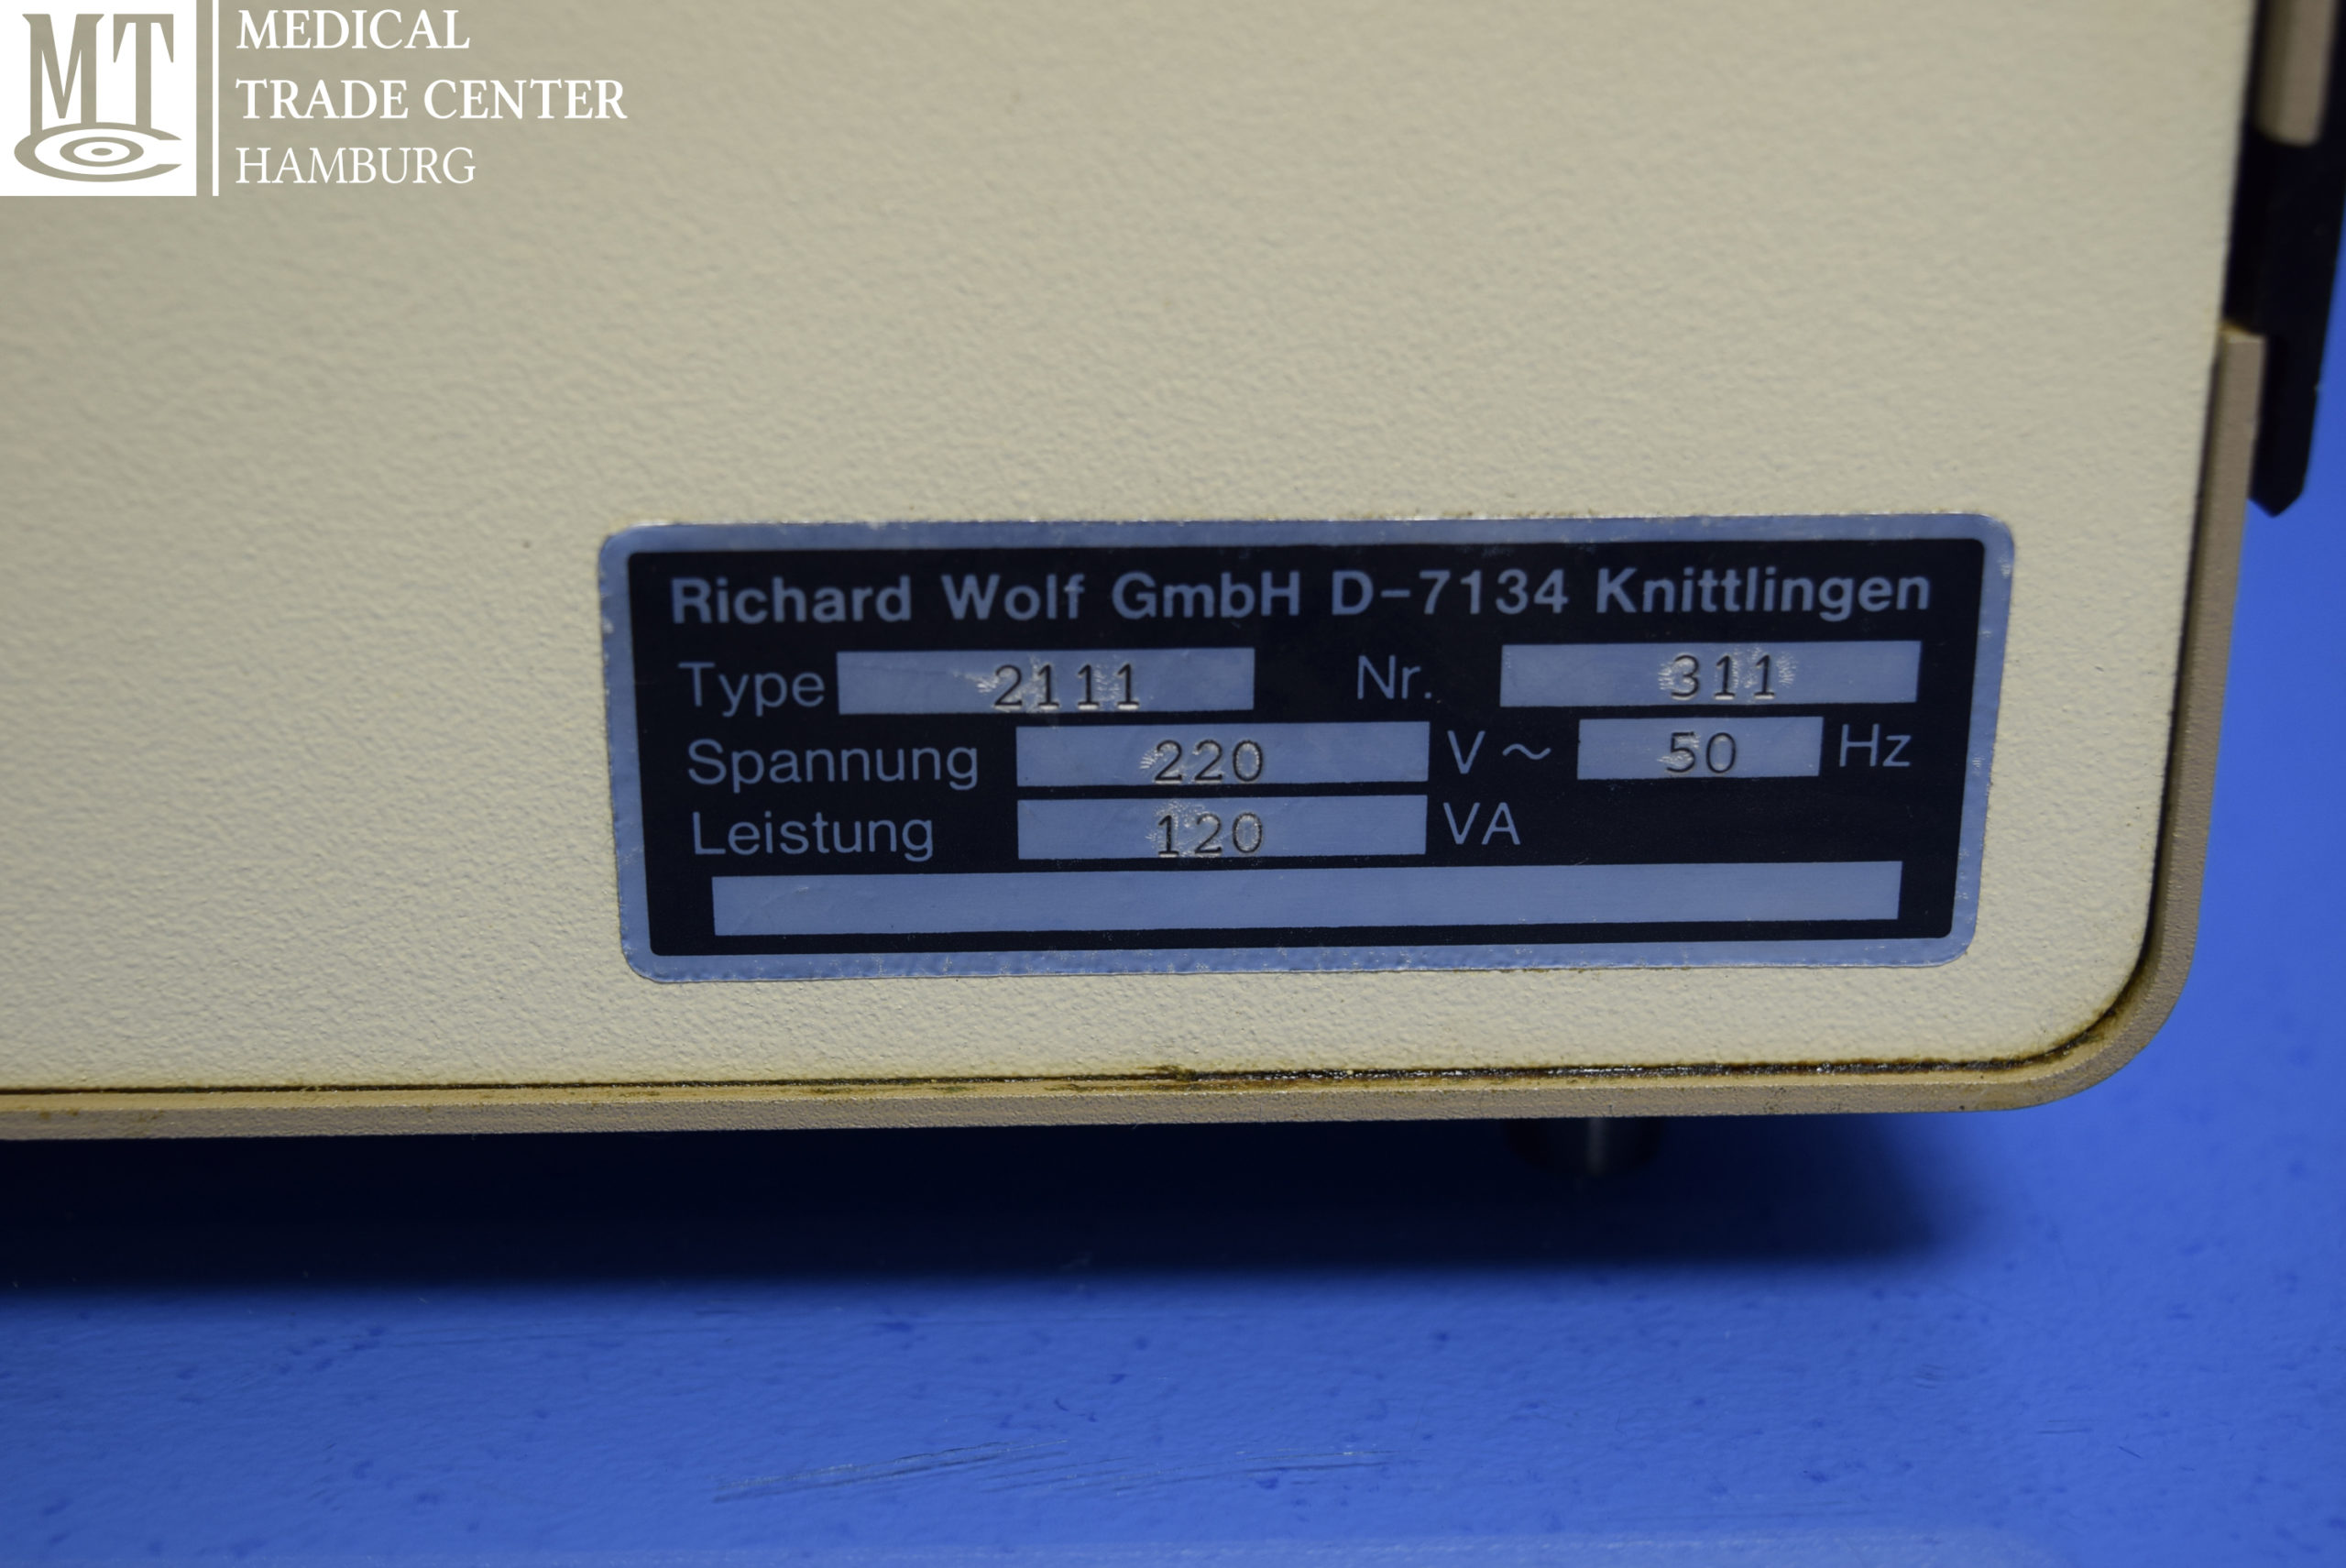 MTC
MEDICAL
TRADE CENTER
HAMBURG
Richard Wolf GmbH D-7134 Knittlingen
Type 2111 Nr. 311
Spannung 220 V~ 50 Hz
Leistung 120 VA